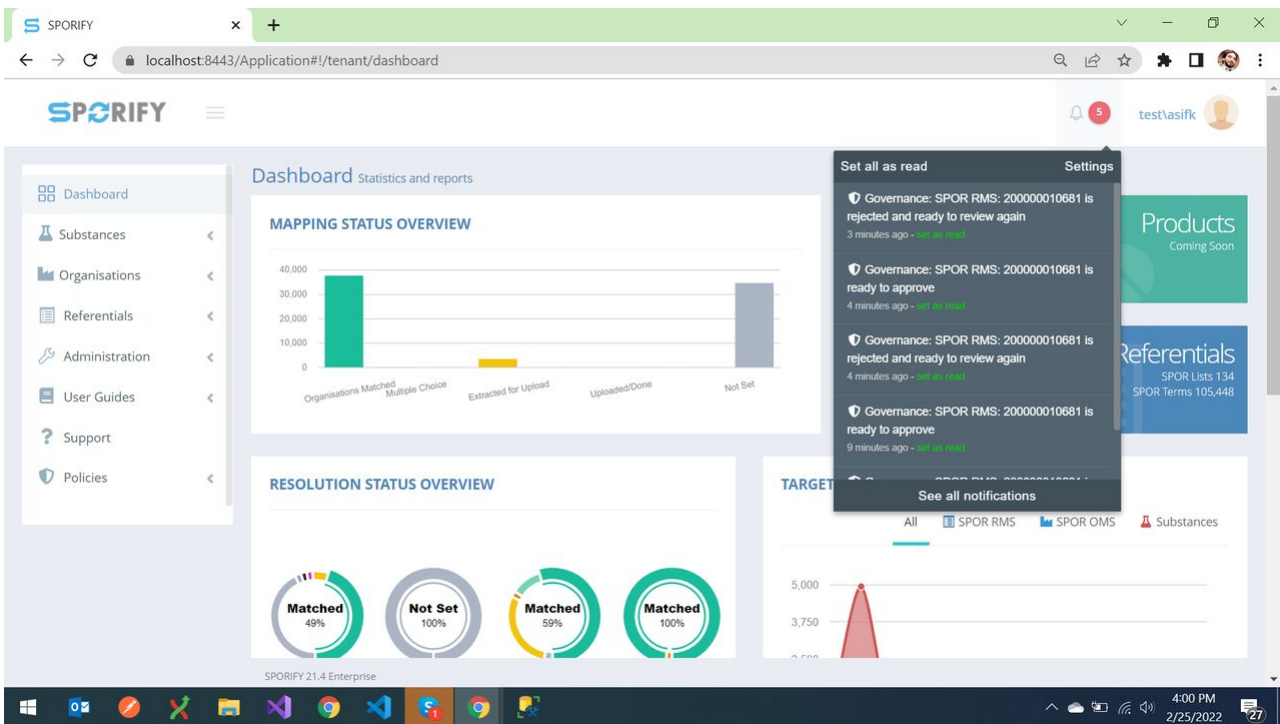 SPORIFY
localhost:8443/Application#!/tenant/dashboard
SPORIFY
5
test\asifk
Dashboard
Substances
Organisations
Referentials
Administration
User Guides
Support
Policies
Dashboard Statistics and reports
MAPPING STATUS OVERVIEW
40,000
30,000
20,000
10,000
0
Organisations Matched
Multiple Choice
Extracted for Upload
Uploaded/Done
Not Set
Set all as read
Settings
Governance: SPOR RMS: 200000010681 is
rejected and ready to review again
3 minutes ago - set as read
Governance: SPOR RMS: 200000010681 is
ready to approve
4 minutes ago - set as read
Governance: SPOR RMS: 200000010681 is
rejected and ready to review again
4 minutes ago - set as read
Governance: SPOR RMS: 200000010681 is
ready to approve
9 minutes ago - set as read
See all notifications
Products
Coming Soon
Referentials
SPOR Lists 134
SPOR Terms 105,448
RESOLUTION STATUS OVERVIEW
Matched
49%
Not Set
100%
Matched
59%
Matched
100%
TARGET
All
SPOR RMS
SPOR OMS
Substances
5,000
3,750
SPORIFY 21.4 Enterprise
4:00 PM
2/25/2022
27